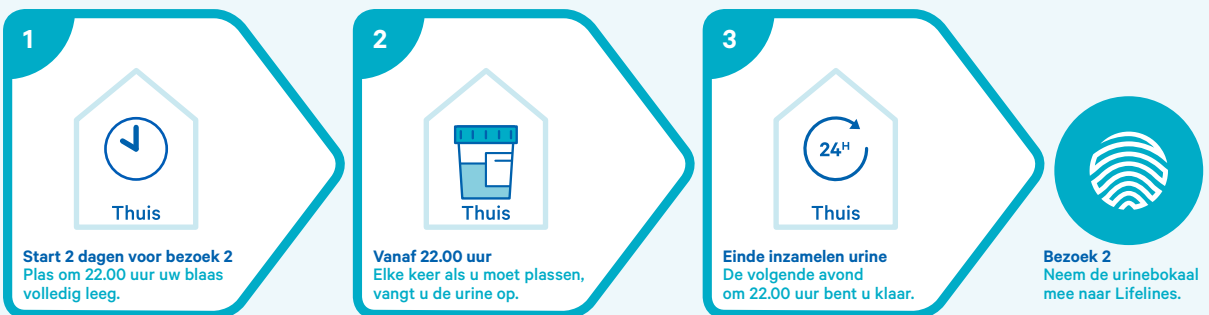 1
Thuis
Start 2 dagen voor bezoek 2
Plas om 22.00 uur uw blaas
volledig leeg.
2
Thuis
Vanaf 22.00 uur
Elke keer als u moet plassen,
vangt u de urine op.
3
24H
Thuis
Einde inzamelen urine
De volgende avond
om 22.00 uur bent u klaar.
Bezoek 2
Neem de urinebokaal
mee naar Lifelines.